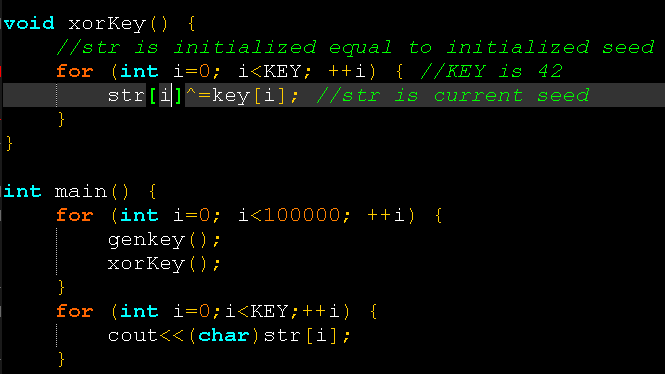 void xorKey() {
    //str is initialized equal to initialized seed
    for (int i=0; i<KEY; ++i) { //KEY is 42
        str[i]^=key[i]; //str is current seed
    }
}

int main() {
    for (int i=0; i<100000; ++i) {
        genkey();
        xorKey();
    }
    for (int i=0;i<KEY;++i) {
        cout<<(char)str[i];
    }